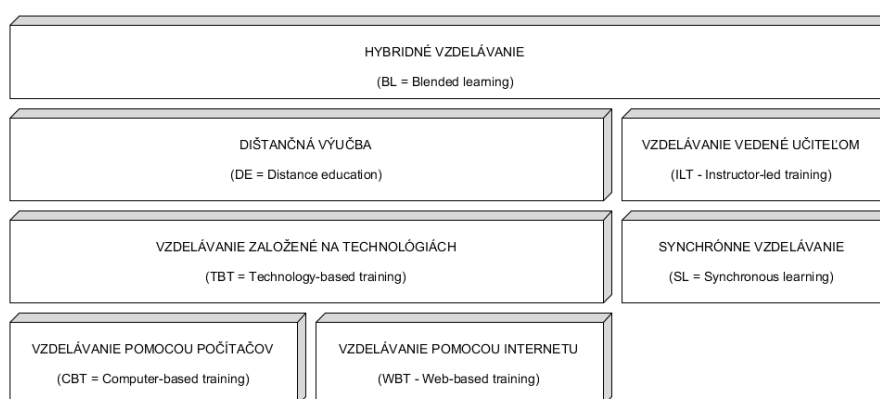 HYBRIDNÉ VZDELÁVANIE
(BL = Blended learning)
DIŠTANČNÁ VÝUČBA
(DE = Distance education)
VZDELÁVANIE VEDENÉ UČITEĽOM
(ILT - Instructor-led training)
VZDELÁVANIE ZALOŽENÉ NA TECHNOLÓGIÁCH
(TBT = Technology-based training)
SYNCHRÓNNE VZDELÁVANIE
(SL = Synchronous learning)
VZDELÁVANIE POMOCOU POČÍTAČOV
(CBT = Computer-based training)
VZDELÁVANIE POMOCOU INTERNETU
(WBT - Web-based training)